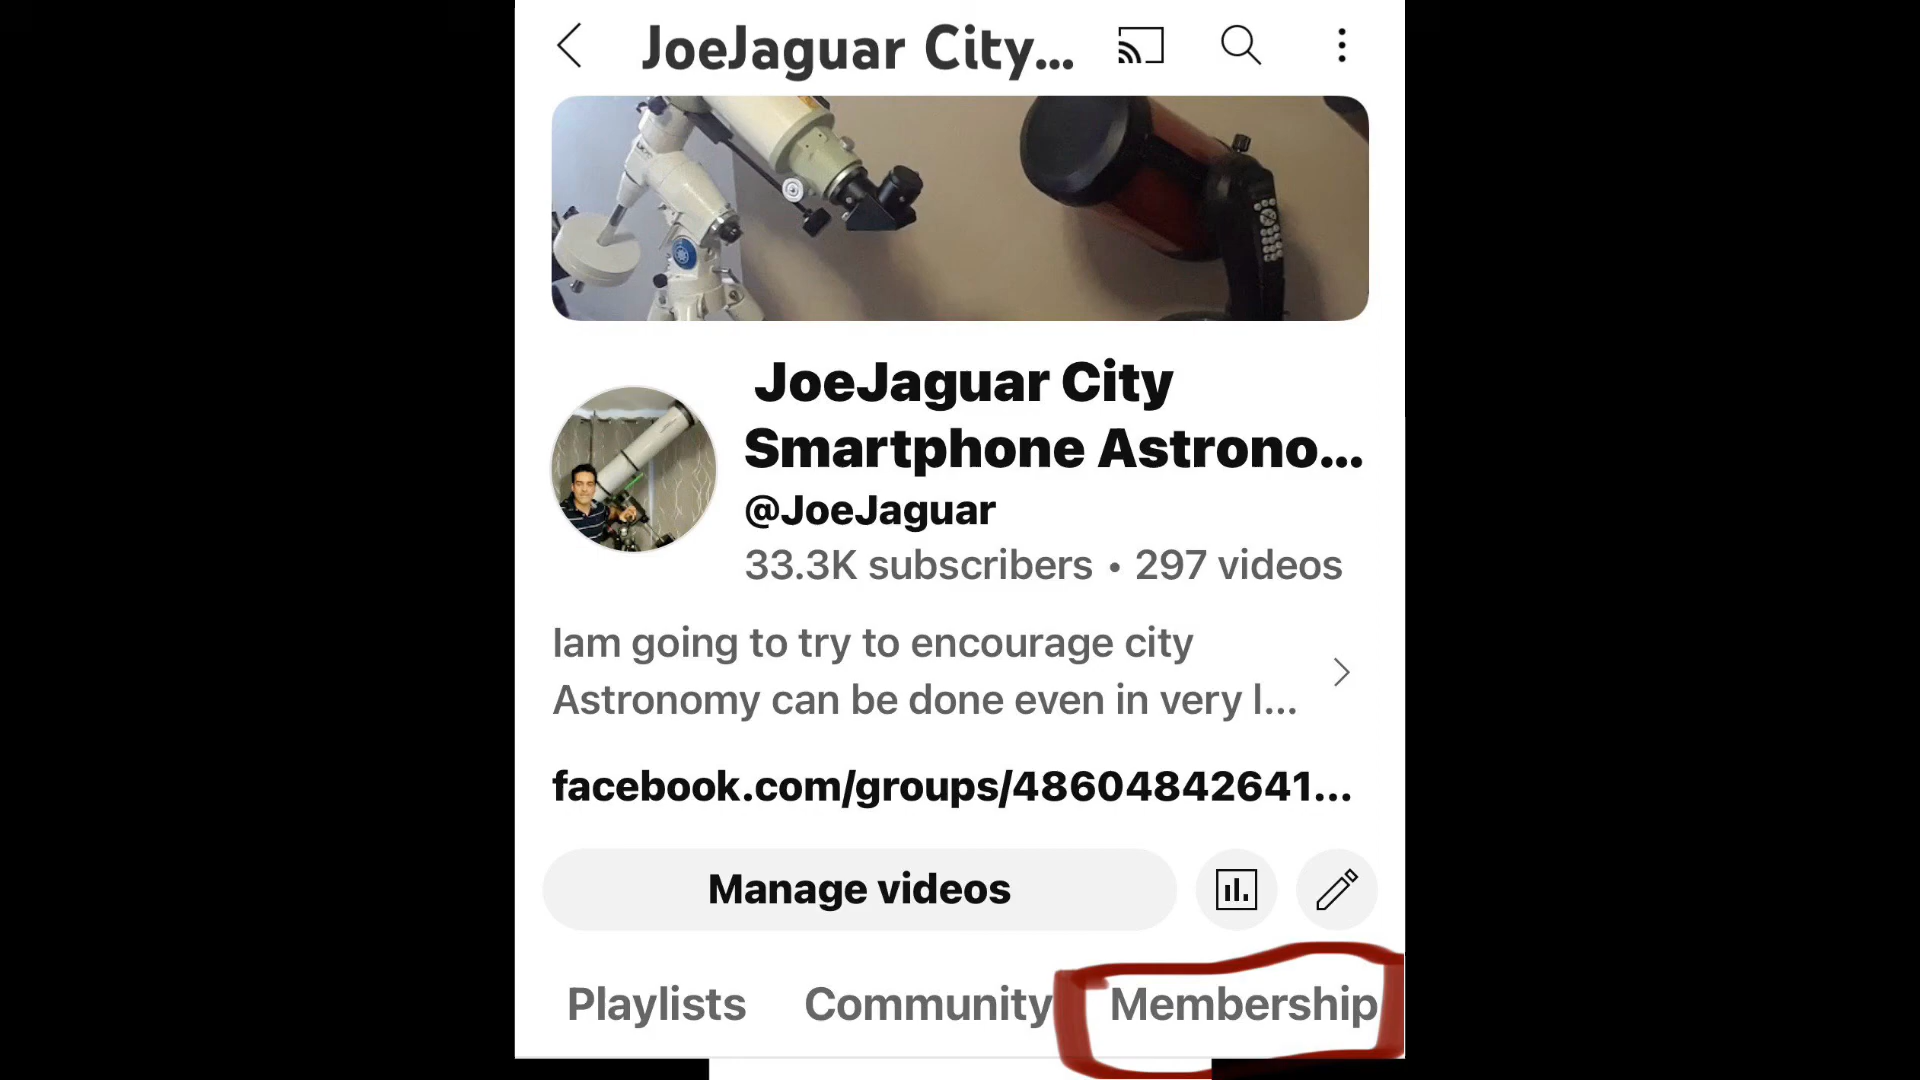 JoeJaguar City...
JoeJaguar City
Smartphone Astrono...
@JoeJaguar
33.3K subscribers • 297 videos
Iam going to try to encourage city
Astronomy can be done even in very l...
facebook.com/groups/48604842641...
Manage videos
Playlists Community Membership